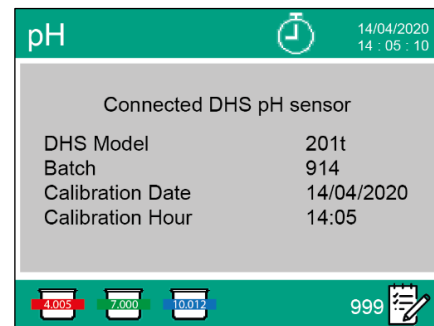 pH
14/04/2020
14 : 05 : 10
Connected DHS pH sensor
DHS Model 201t
Batch 914
Calibration Date 14/04/2020
Calibration Hour 14:05
4.005 7.000 10.012 999